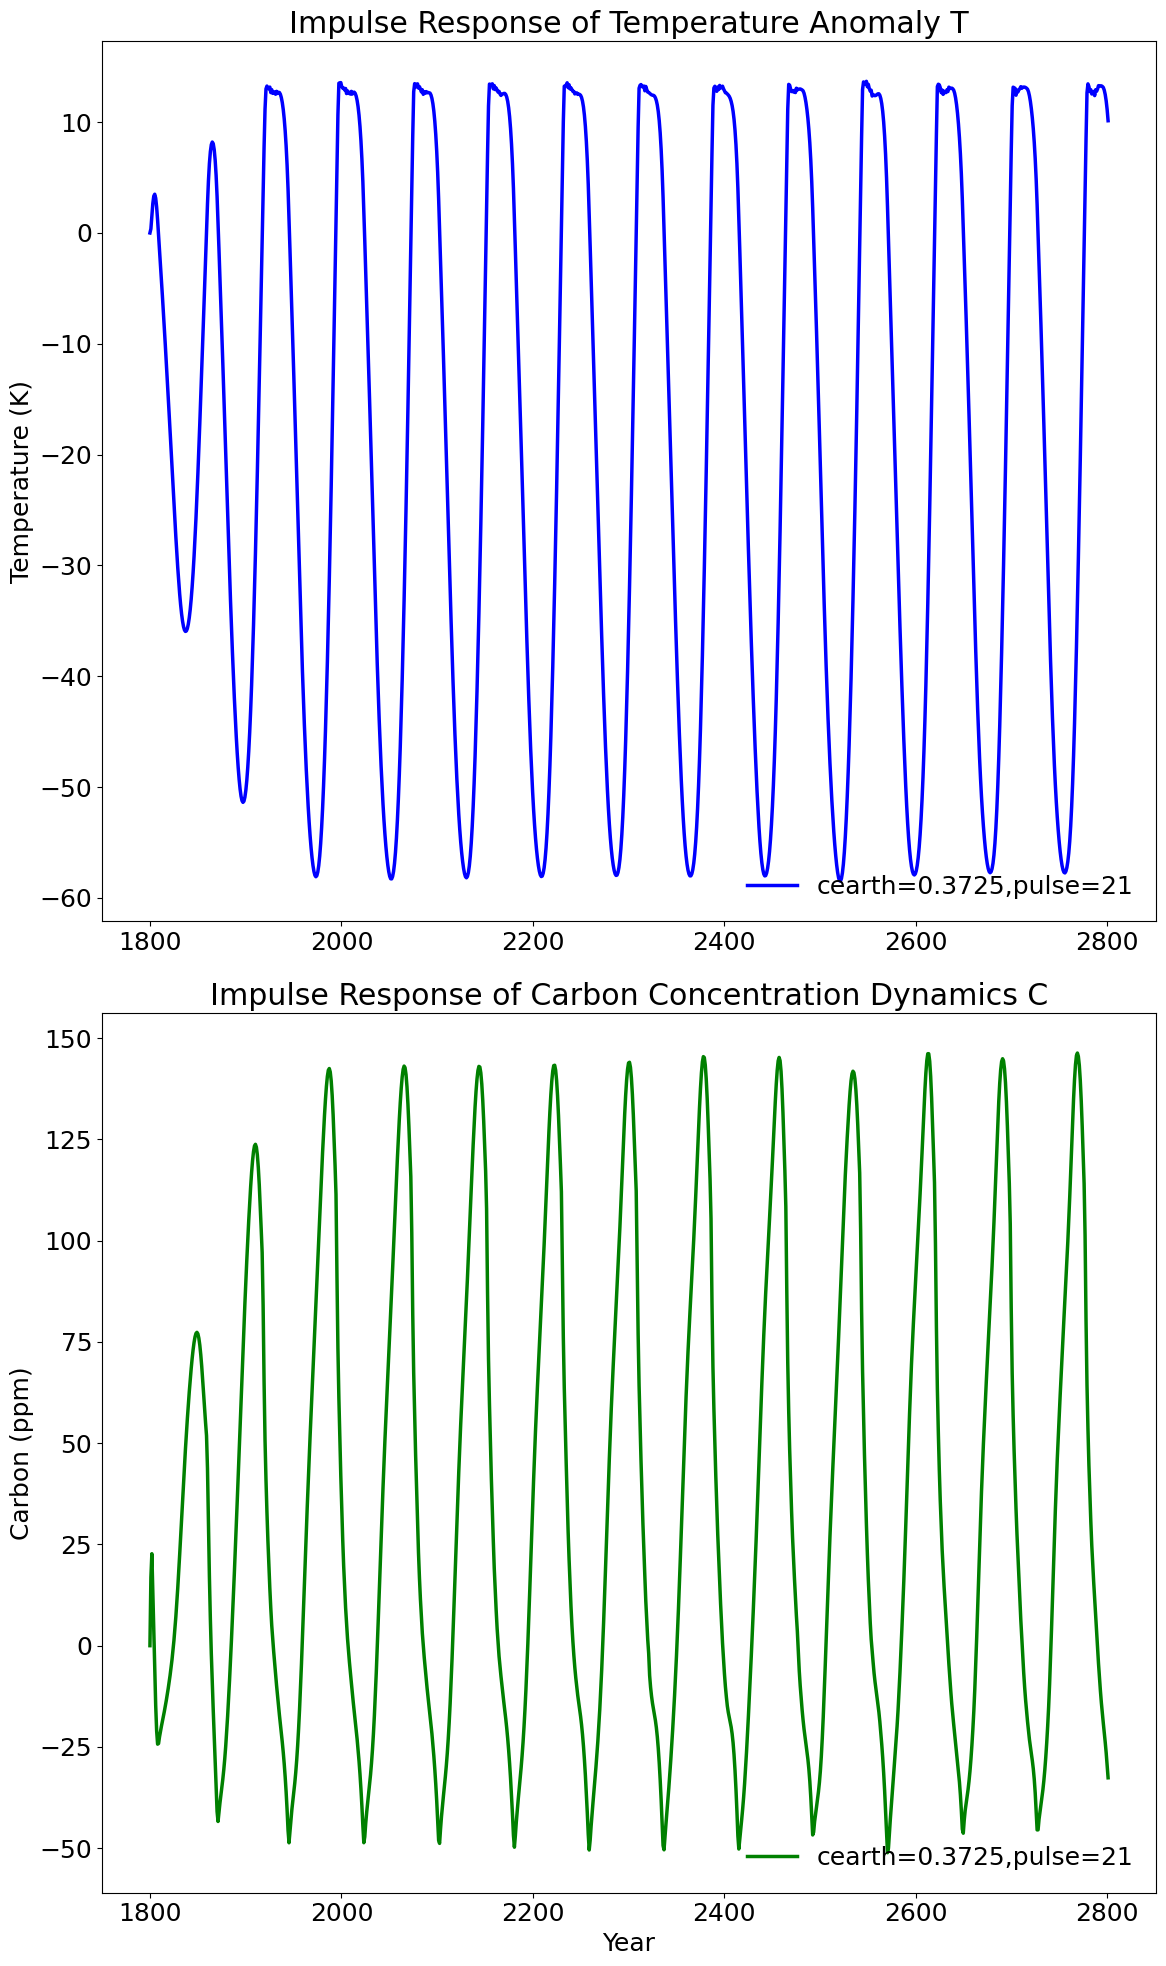 Impulse Response of Temperature Anomaly T
Temperature (K)
10
0
−10
−20
−30
−40
−50
−60
cearth=0.3725,pulse=21
1800 2000 2200 2400 2600 2800
Impulse Response of Carbon Concentration Dynamics C
Carbon (ppm)
150
125
100
75
50
25
0
−25
−50
cearth=0.3725,pulse=21
1800 2000 2200 2400 2600 2800
Year